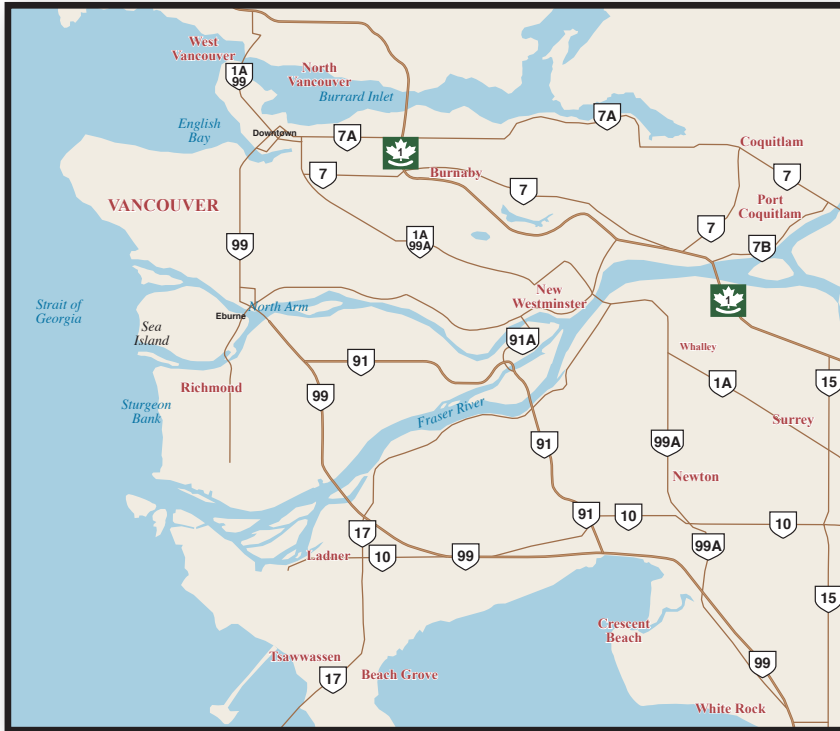 West
Vancouver
1A
99
North
Vancouver
Burrard Inlet
English
Bay
Downtown
7A
7A
1
Coquitlam
7
Burnaby
7
7
Port
Coquitlam
VANCOUVER
7
99
1A
99A
7B
New
Westminster
1
Strait of
Georgia
North Arm
Eburne
Sea
Island
91A
Whalley
91
Richmond
1A
15
99
Sturgeon
Bank
Fraser River
Surrey
91
99A
Newton
91
10
10
17
Ladner
10
99
99A
15
Crescent
Beach
Tsawwassen
17
Beach Grove
99
White Rock